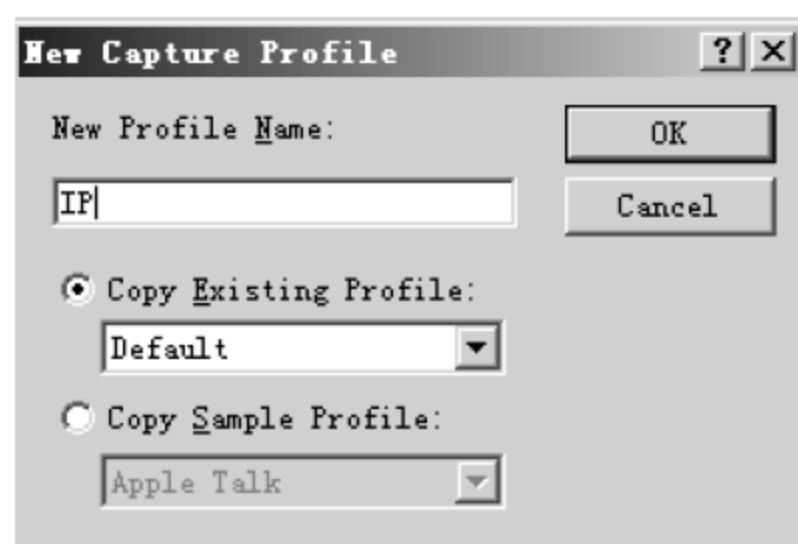 New Capture Profile
New Profile Name:
OK
IP
Cancel
Copy Existing Profile:
Default
Copy Sample Profile:
Apple Talk